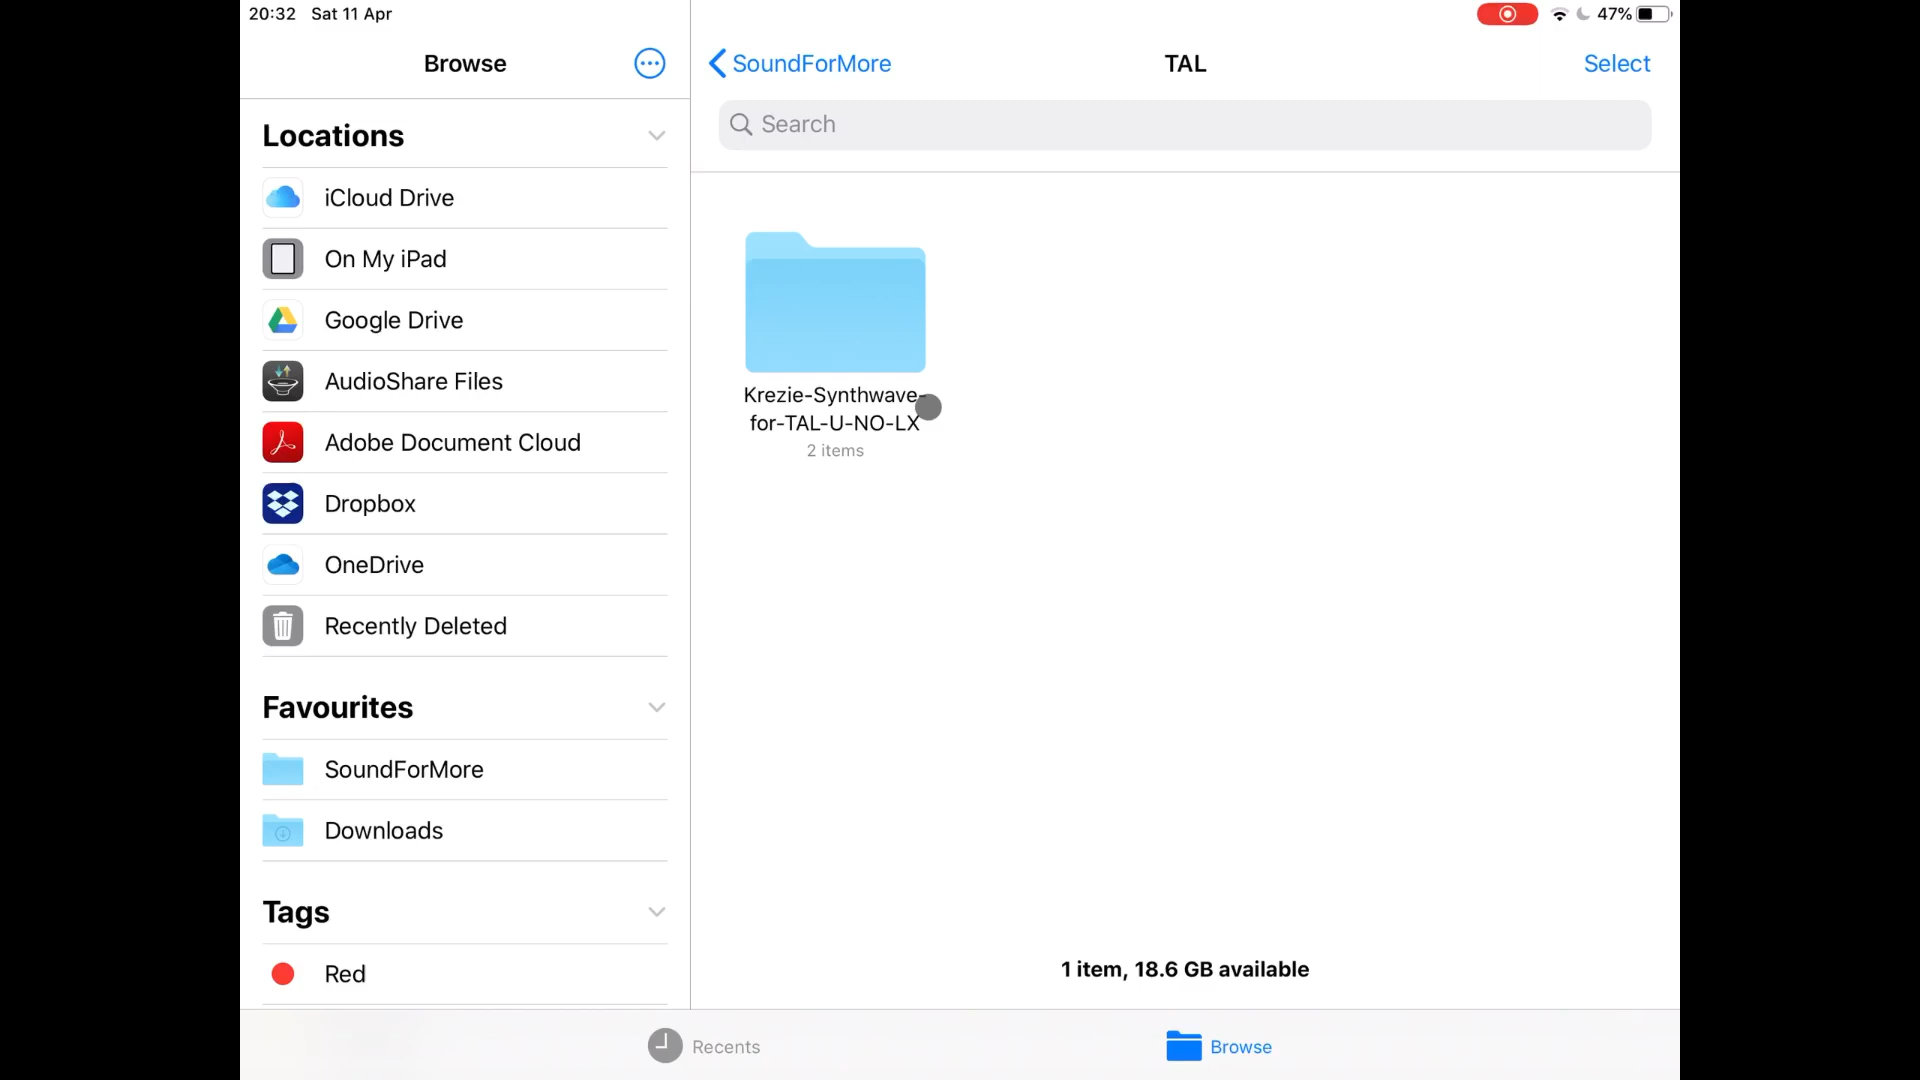 20:32 Sat 11 Apr
47%
Browse
SoundForMore
TAL
Select
Search
Locations
iCloud Drive
On My iPad
Google Drive
AudioShare Files
Adobe Document Cloud
Dropbox
OneDrive
Recently Deleted
Favourites
SoundForMore
Downloads
Tags
Red
Krezie-Synthwave-
for-TAL-U-NO-LX
2 items
1 item, 18.6 GB available
Recents
Browse